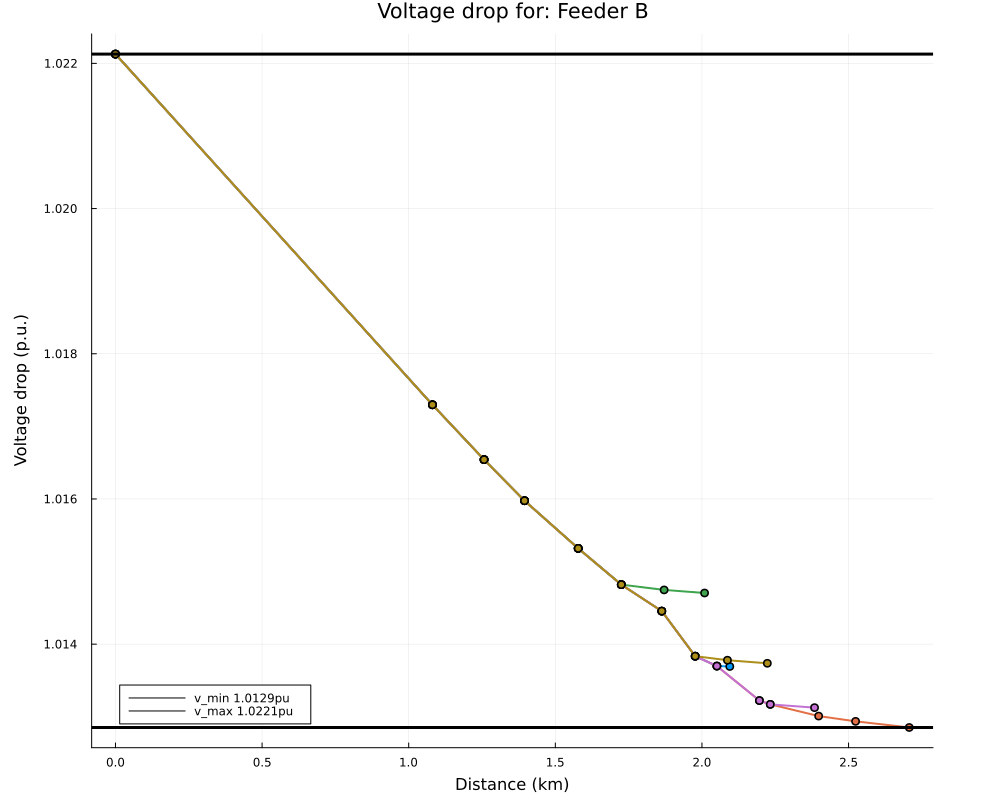 Voltage drop for: Feeder B
Voltage drop (p.u.)
1.022
1.020
1.018
1.016
1.014
v_min 1.0129pu
v_max 1.0221pu
0.0 0.5 1.0 1.5 2.0 2.5
Distance (km)